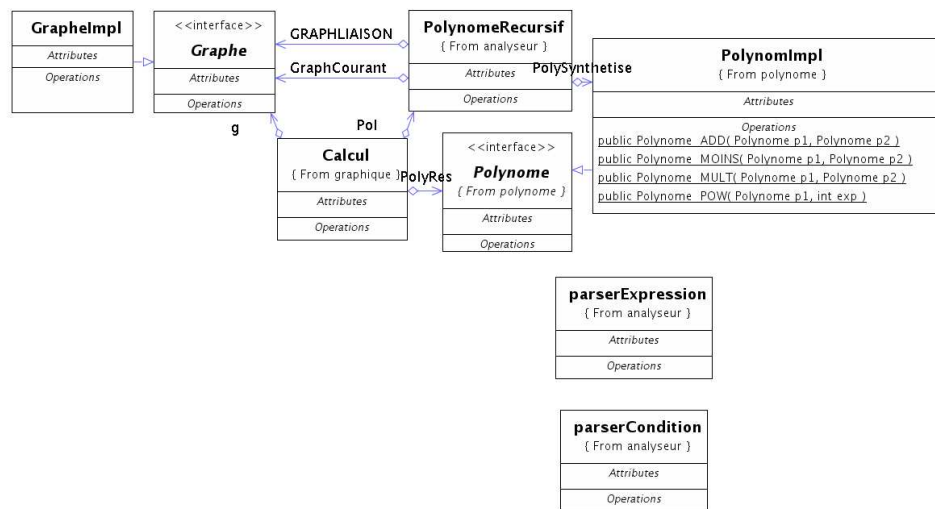 GrapheImpl
Attributes
Operations
<<interface>>
Graphe
Attributes
Operations
GRAPHLIAISON
GraphCourant
PolynomeRecursif
{ From analyseur }
Attributes
Operations
PolySynthetise
PolynomImpl
{ From polynome }
Attributes
Operations
public Polynome ADD( Polynome p1, Polynome p2 )
public Polynome MOINS( Polynome p1, Polynome p2 )
public Polynome MULT( Polynome p1, Polynome p2 )
public Polynome POW( Polynome p1, int exp )
g
Pol
Calcul
{ From graphique }
Attributes
Operations
PolyRes
<<interface>>
Polynome
{ From polynome }
Attributes
Operations
parserExpression
{ From analyseur }
Attributes
Operations
parserCondition
{ From analyseur }
Attributes
Operations